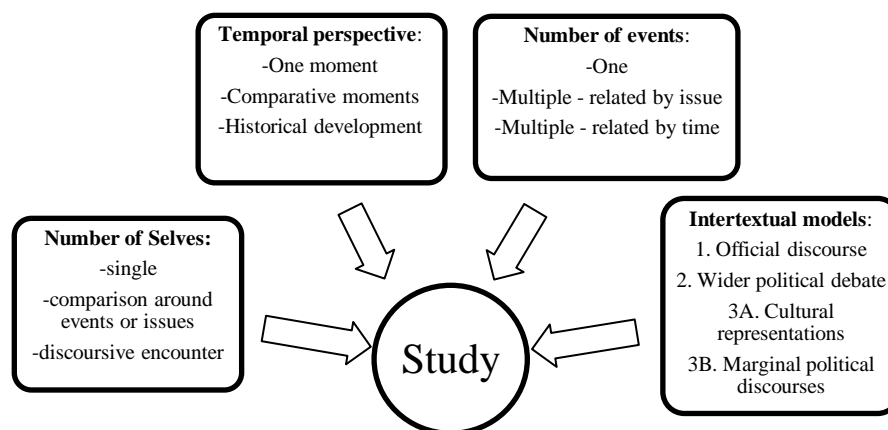 Temporal perspective:
-One moment
-Comparative moments
-Historical development
Number of events:
-One
-Multiple - related by issue
-Multiple - related by time
Number of Selves:
-single
-comparison around
events or issues
-discoursive encounter
Intertextual models:
1. Official discourse
2. Wider political debate
3A. Cultural
representations
3B. Marginal political
discourses
Study